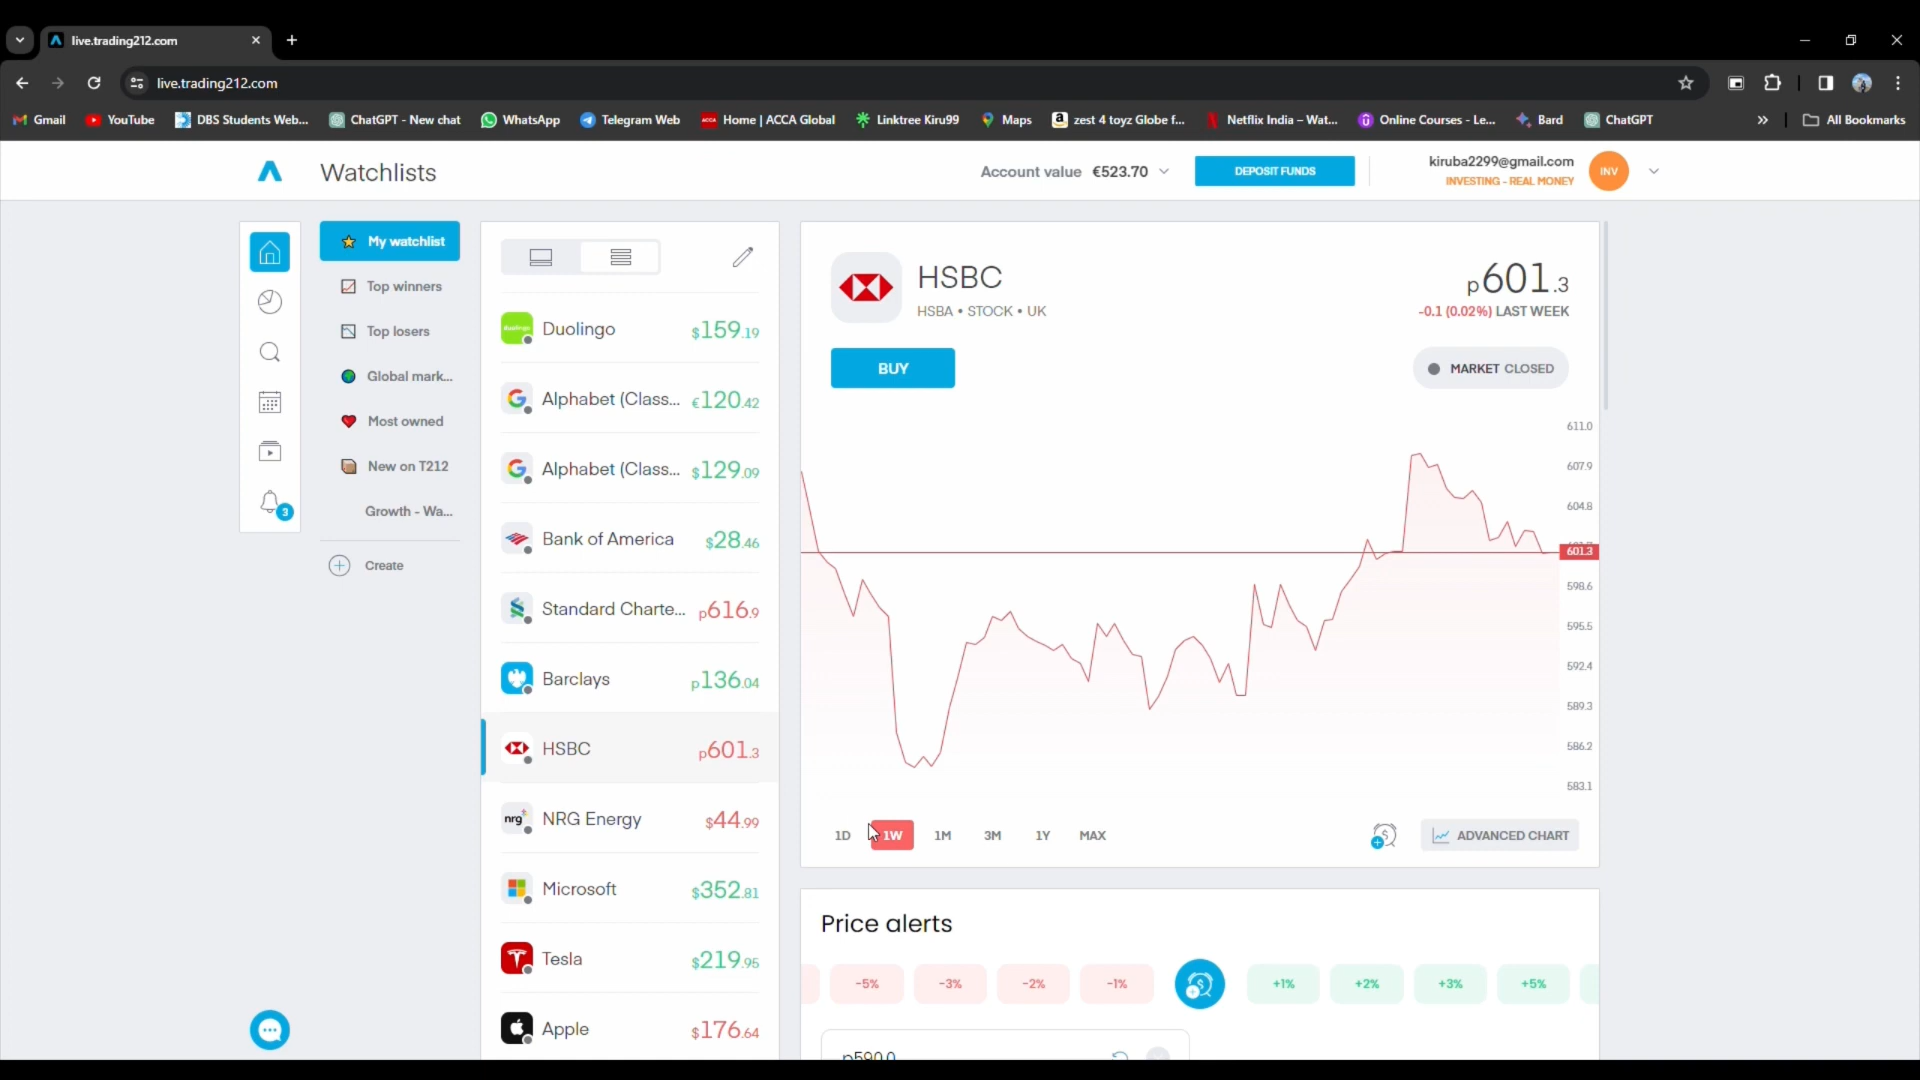 live.trading212.com
live.trading212.com
Gmail YouTube DBS Students Web... ChatGPT - New chat WhatsApp Telegram Web ACCA Home | ACCA Global Linktree Kiru99 Maps zest 4 toyz Globe f... Netflix India – Wat... Online Courses - Le... Bard ChatGPT » All Bookmarks
Watchlists
Account value €523.70
DEPOSIT FUNDS
kiruba2299@gmail.com
INVESTING - REAL MONEY
INV
My watchlist
Top winners
Top losers
Global mark...
Most owned
New on T212
Growth - Wa...
Create
3
Duolingo $159.19
Alphabet (Class... €120.42
Alphabet (Class... $129.09
Bank of America $28.46
Standard Charte... p616.9
Barclays p136.04
HSBC p601.3
nrg NRG Energy $44.99
Microsoft $352.81
Tesla $219.95
Apple $176.64
HSBC
HSBA • STOCK • UK
p601.3
-0.1 (0.02%) LAST WEEK
BUY
MARKET CLOSED
611.0
607.9
604.8
601.3
598.6
595.5
592.4
589.3
586.2
583.1
1D 1W 1M 3M 1Y MAX
ADVANCED CHART
Price alerts
-5% -3% -2% -1% +1% +2% +3% +5%
p590.0